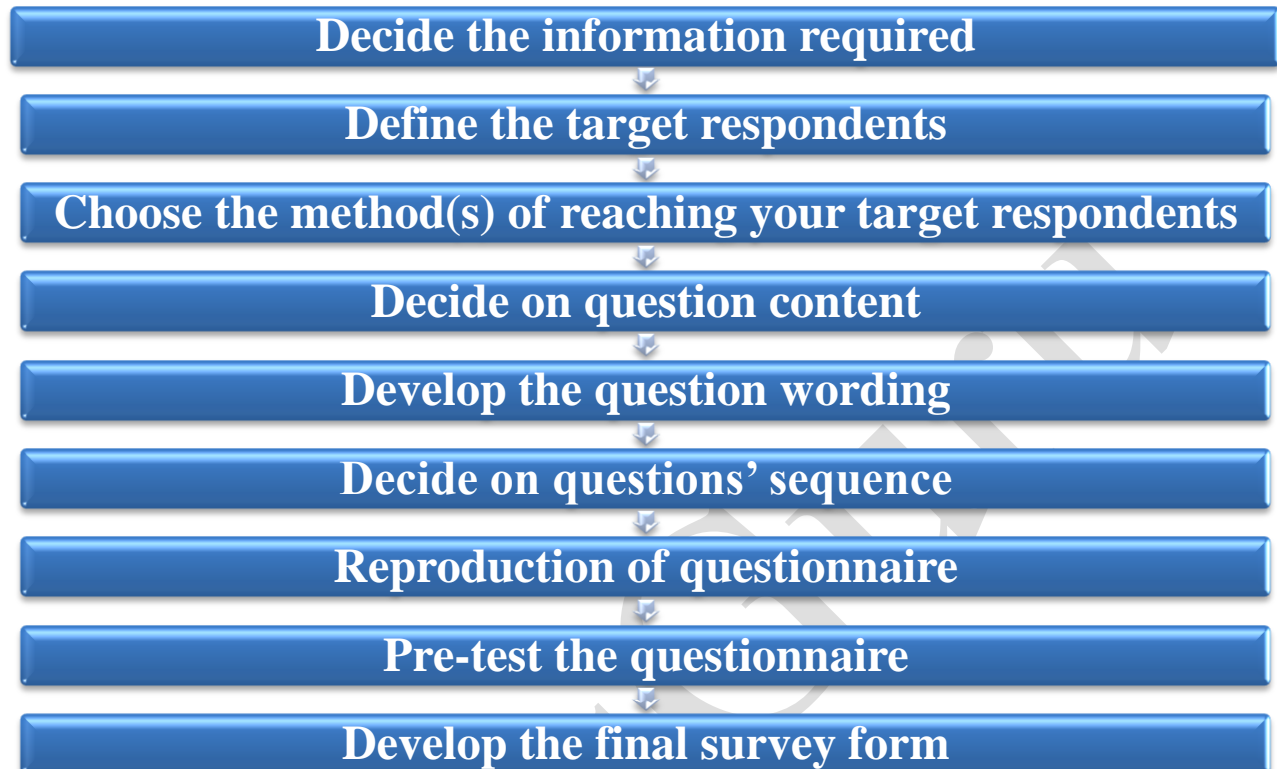 Decide the information required
Define the target respondents
Choose the method(s) of reaching your target respondents
Decide on question content
Develop the question wording
Decide on questions’ sequence
Reproduction of questionnaire
Pre-test the questionnaire
Develop the final survey form